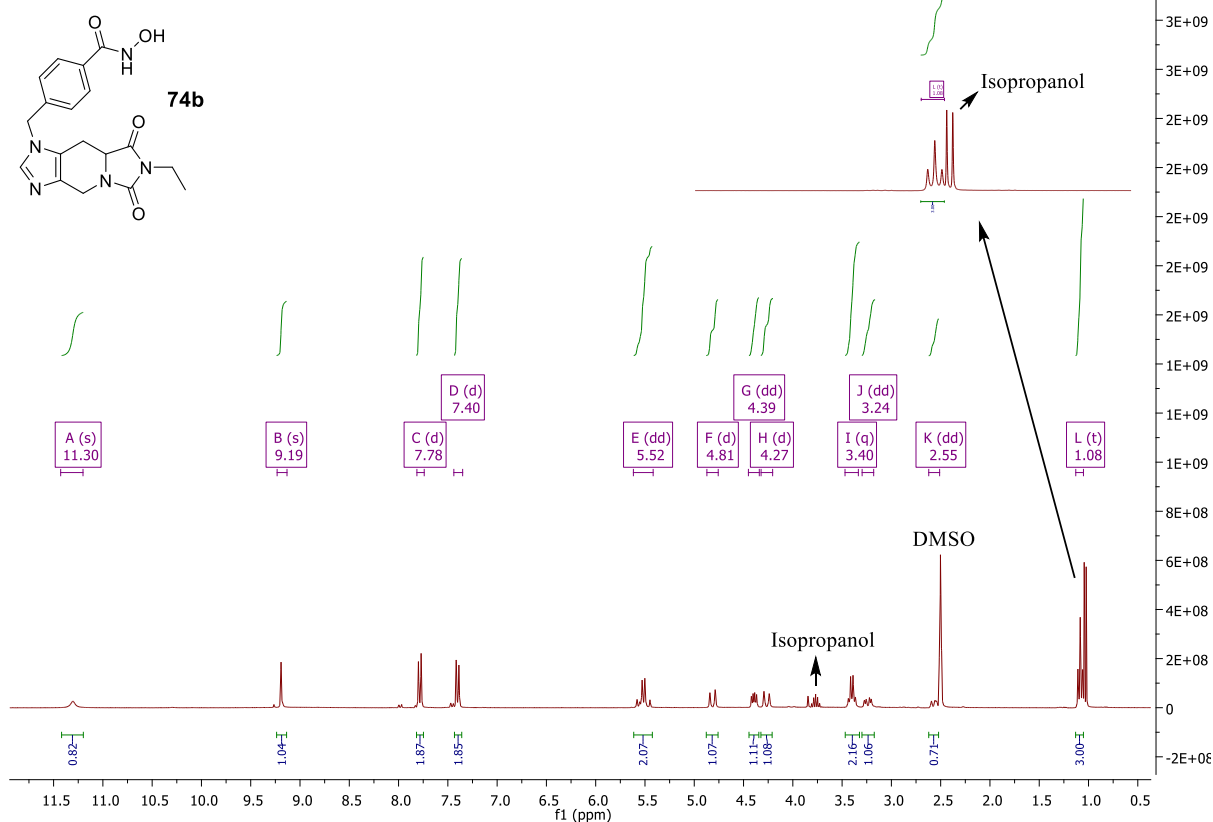 O
OH
N
H
74b
N
N
O
N
N
O
Isopropanol
L (t)
1.08
3E+09
3E+09
2E+09
2E+09
2E+09
2E+09
2E+09
1E+09
1E+09
1E+09
8E+08
6E+08
4E+08
2E+08
0
-2E+08
D (d)
7.40
G (dd)
4.39
J (dd)
3.24
A (s)
11.30
B (s)
9.19
C (d)
7.78
E (dd)
5.52
F (d)
4.81
H (d)
4.27
I (q)
3.40
K (dd)
2.55
L (t)
1.08
DMSO
Isopropanol
0.82
1.04
1.87
1.85
2.07
1.07
1.11
1.08
2.16
1.06
0.71
3.00
11.5 11.0 10.5 10.0 9.5 9.0 8.5 8.0 7.5 7.0 6.5 6.0 5.5 5.0 4.5 4.0 3.5 3.0 2.5 2.0 1.5 1.0 0.5
f1 (ppm)